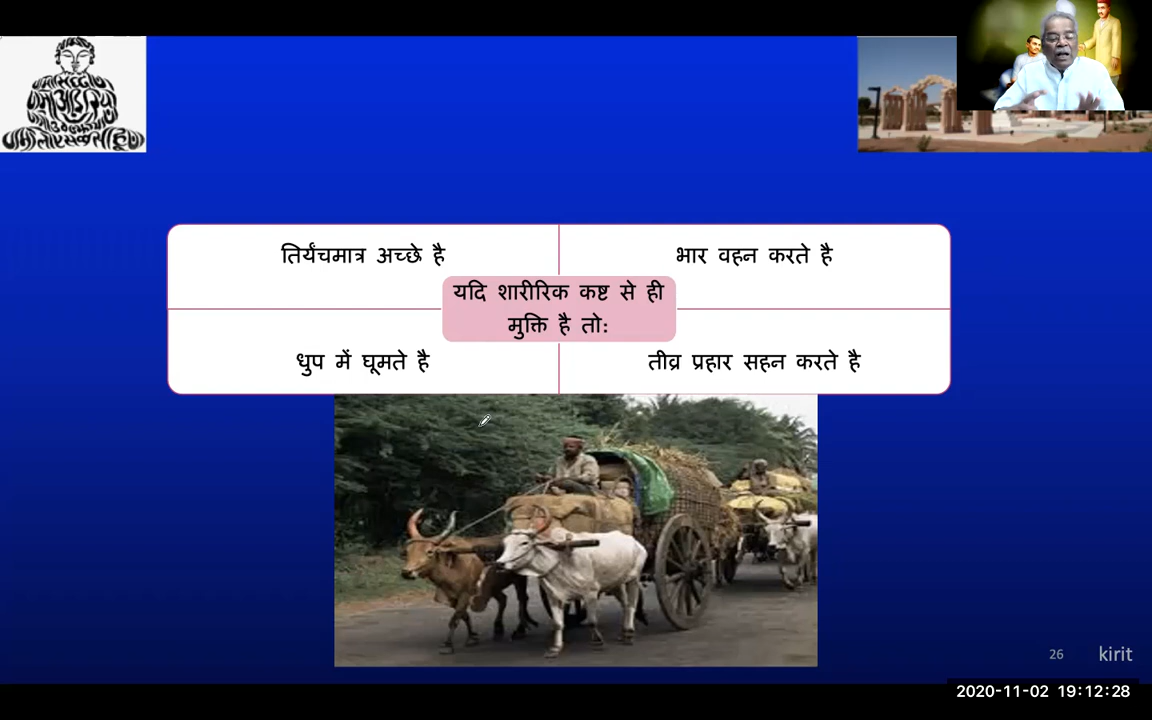 तिर्यंचमात्र अच्छे है
भार वहन करते है
यदि शारीरिक कष्ट से ही
मुक्ति है तो:
धुप में घूमते है
तीव्र प्रहार सहन करते है
26
kirit
2020-11-02 19:12:28